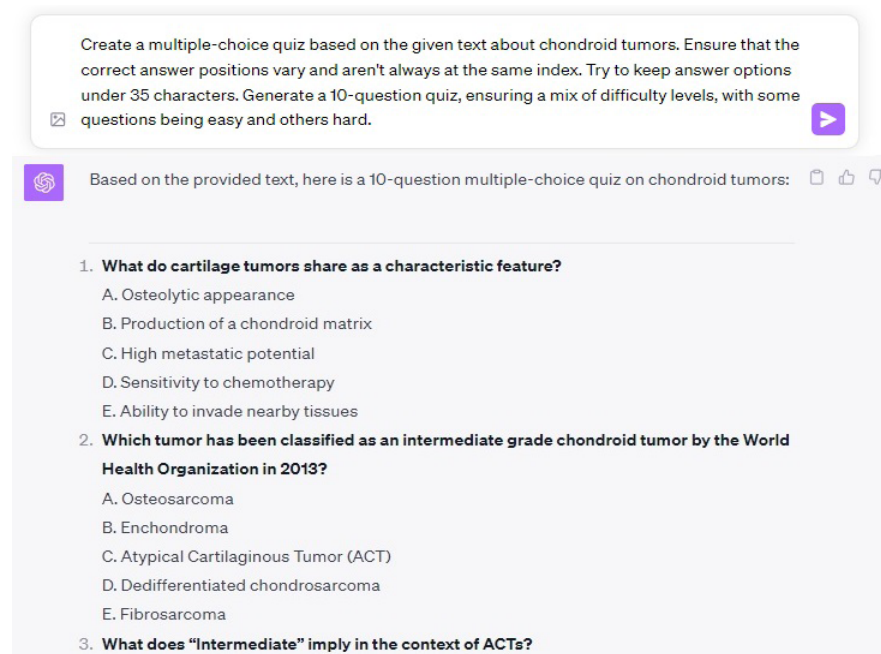 Create a multiple-choice quiz based on the given text about chondroid tumors. Ensure that the
correct answer positions vary and aren't always at the same index. Try to keep answer options
under 35 characters. Generate a 10-question quiz, ensuring a mix of difficulty levels, with some
questions being easy and others hard.
Based on the provided text, here is a 10-question multiple-choice quiz on chondroid tumors:
1. What do cartilage tumors share as a characteristic feature?
A. Osteolytic appearance
B. Production of a chondroid matrix
C. High metastatic potential
D. Sensitivity to chemotherapy
E. Ability to invade nearby tissues
2. Which tumor has been classified as an intermediate grade chondroid tumor by the World
Health Organization in 2013?
A. Osteosarcoma
B. Enchondroma
C. Atypical Cartilaginous Tumor (ACT)
D. Dedifferentiated chondrosarcoma
E. Fibrosarcoma
3. What does “Intermediate” imply in the context of ACTs?